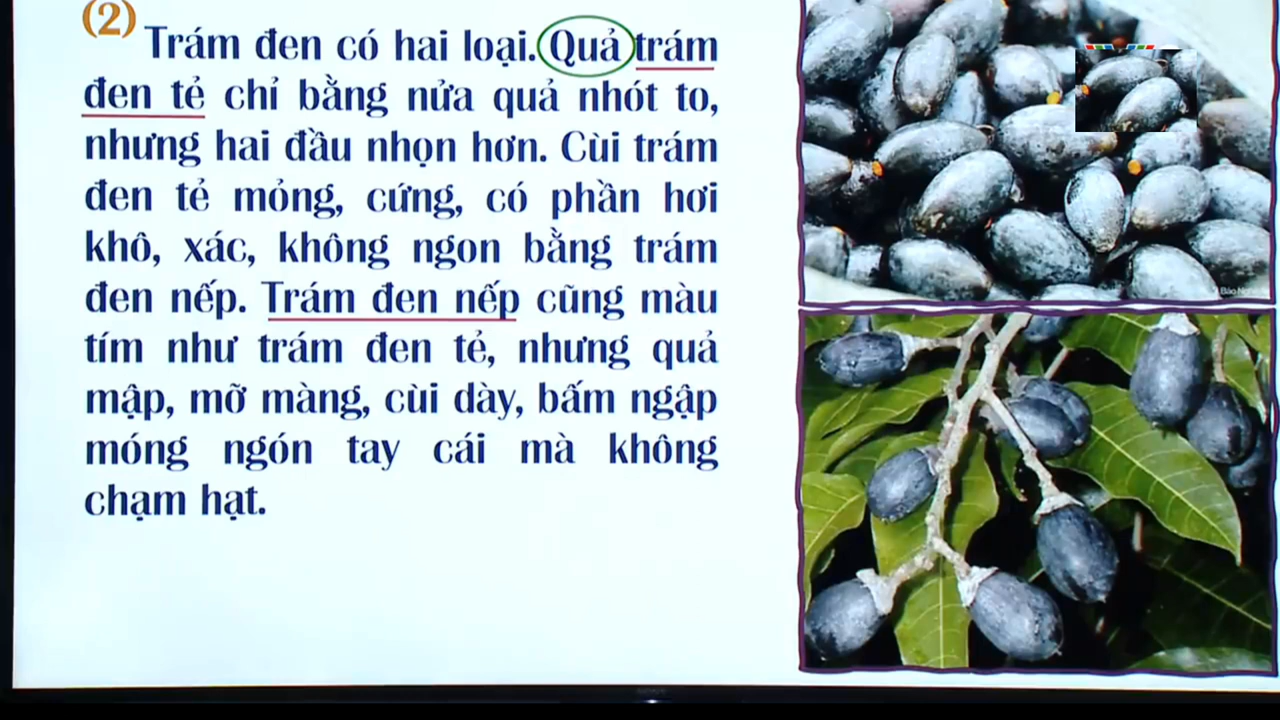 (2)
Trám đen có hai loại. Quả trám
đen tẻ chỉ bằng nửa quả nhót to,
nhưng hai đầu nhọn hơn. Cùi trám
đen tẻ mỏng, cứng, có phần hơi
khô, xác, không ngon bằng trám
đen nếp. Trám đen nếp cũng màu
tím như trám đen tẻ, nhưng quả
mập, mỡ màng, cùi dày, bấm ngập
móng ngón tay cái mà không
chạm hạt.